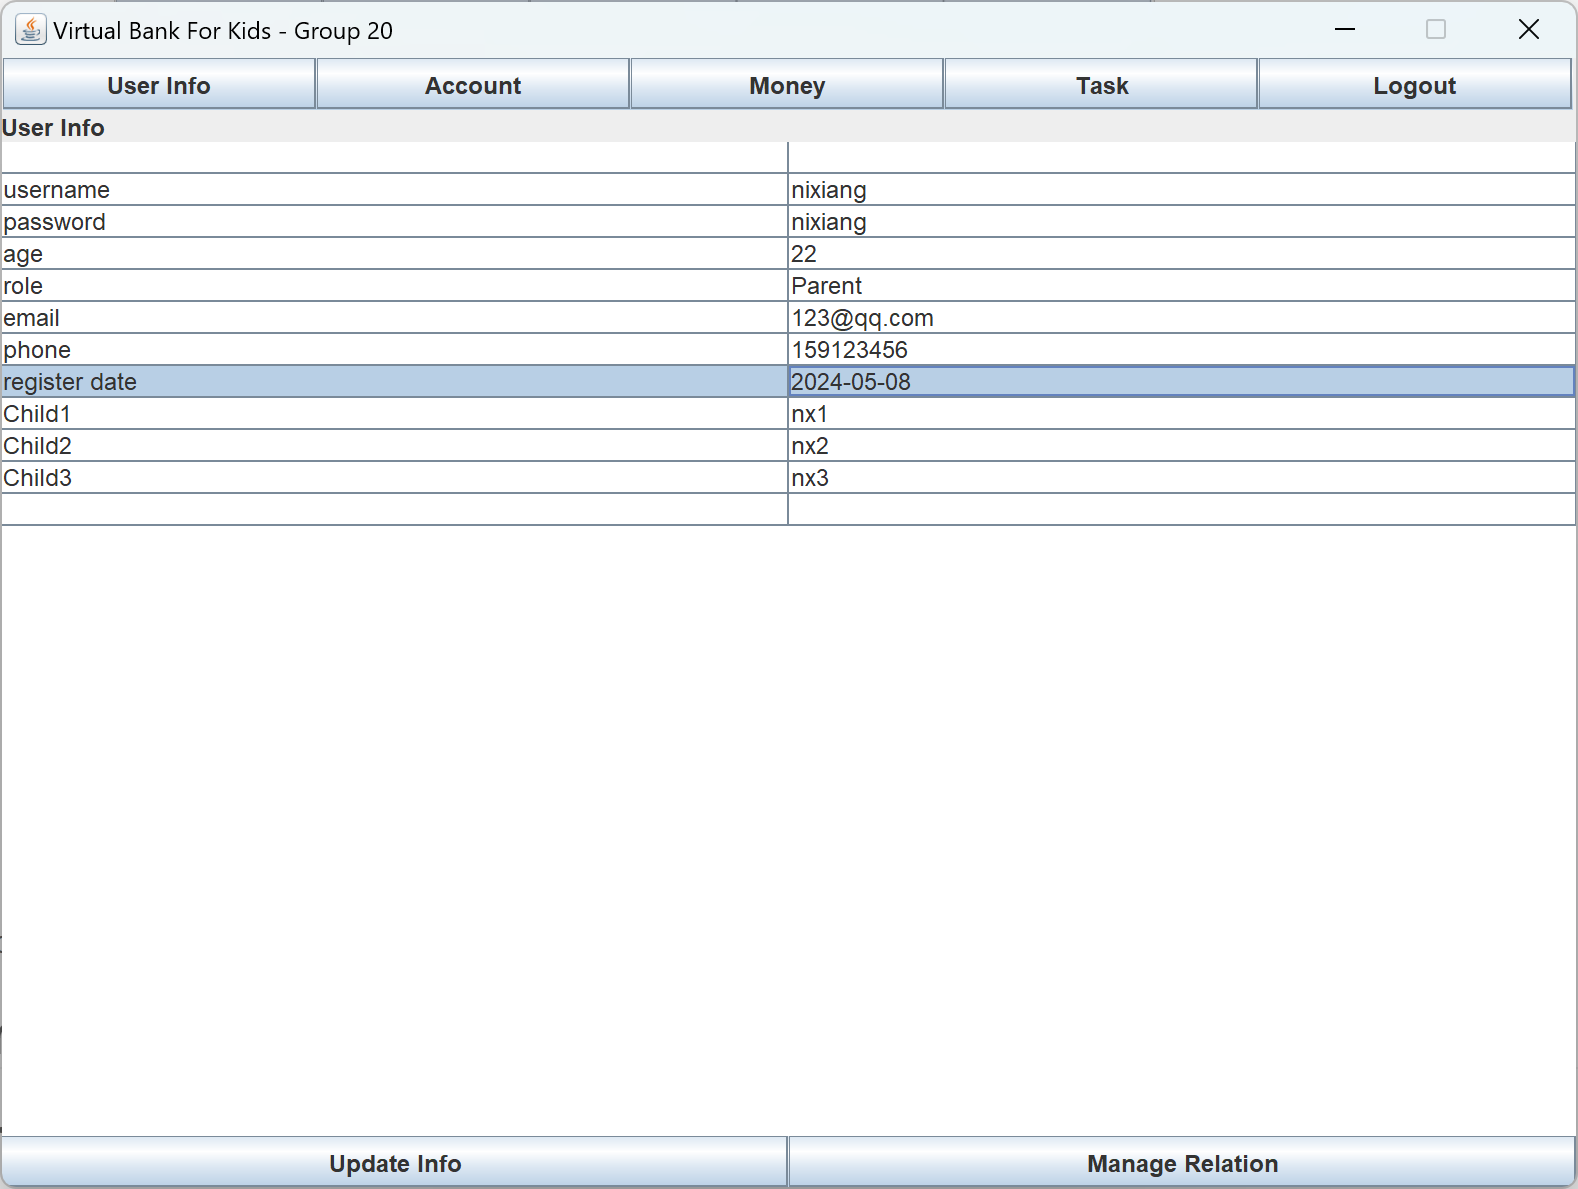 Virtual Bank For Kids - Group 20
User Info Account Money Task Logout
User Info
username nixiang
password nixiang
age 22
role Parent
email 123@qq.com
phone 159123456
register date 2024-05-08
Child1 nx1
Child2 nx2
Child3 nx3
Update Info Manage Relation